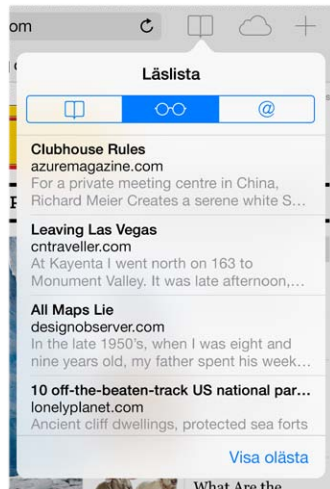 om
Läslista
@
Clubhouse Rules
azuremagazine.com
For a private meeting centre in China,
Richard Meier Creates a serene white S…
Leaving Las Vegas
cntraveller.com
At Kayenta I went north on 163 to
Monument Valley. It was late afternoon,…
All Maps Lie
designobserver.com
In the late 1950's, when I was eight and
nine years old, my father spent his week…
10 off-the-beaten-track US national par…
lonelyplanet.com
Ancient cliff dwellings, protected sea forts
Visa olästa
What Are the